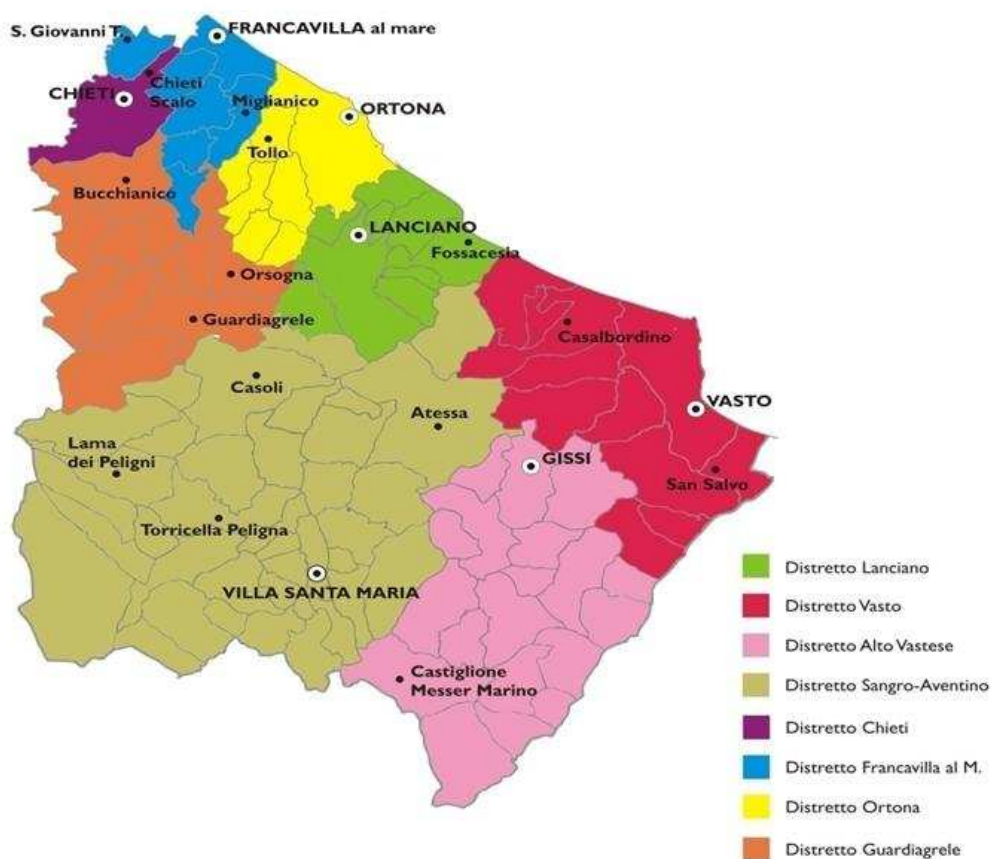 S. Giovanni T.
FRANCAVILLA al mare
CHIETI
Chieti
Scalo
Miglianico
ORTONA
Tollo
Bucchianico
LANCIANO
Fossacesia
Orsogna
Guardiagrele
Casalbordino
Casoli
VASTO
Atessa
Lama
dei Peligni
GISSI
San Salvo
Torricella Peligna
VILLA SANTA MARIA
Castiglione
Messer Marino
Distretto Lanciano
Distretto Vasto
Distretto Alto Vastese
Distretto Sangro-Aventino
Distretto Chieti
Distretto Francavilla al M.
Distretto Ortona
Distretto Guardiagrele